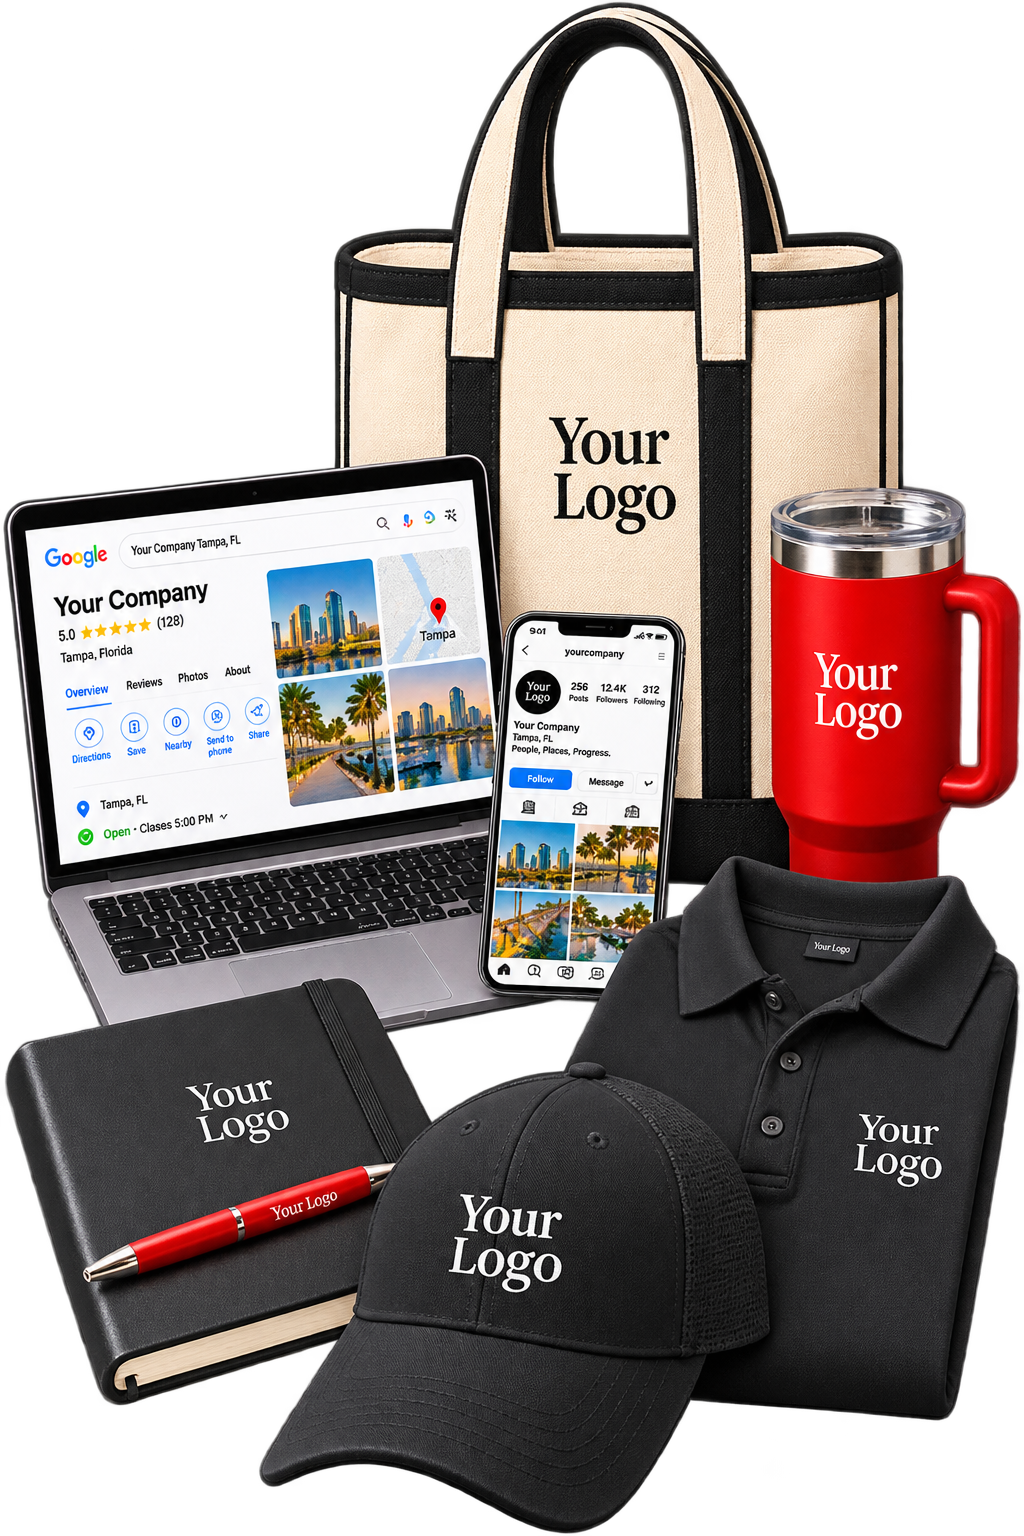 Your
Logo
Google
Your Company Tampa, FL
Your Company
5.0 ★★★★★ (128)
Tampa, Florida
Overview Reviews Photos About
Directions Save Nearby Send to phone Share
Tampa
Tampa, FL
Open · Clases 5:00 PM
9:01
yourcompany
Your
Logo
256 12.4K 312
Posts Followers Following
Your Company
Tampa, FL
People, Places, Progress.
Follow Message
Your
Logo
Your Logo
Your
Logo
Your
Logo
Your Logo
Your
Logo